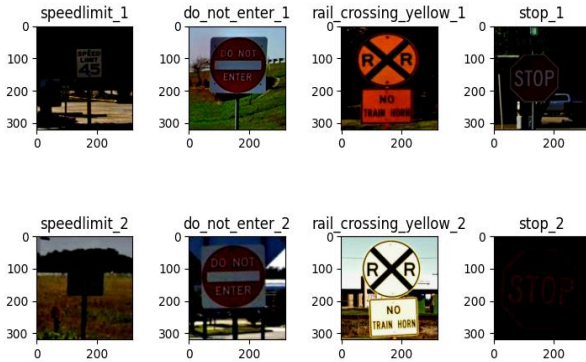 speedlimit_1 do_not_enter_1 rail_crossing_yellow_1 stop_1
0 0 0 0
100 100 100 100
200 200 200 200
300 300 300 300
0 200 0 200 0 200 0 200
SPEED
LIMIT
45
DO NOT
ENTER
R R
NO
TRAIN HORN
STOP
speedlimit_2 do_not_enter_2 rail_crossing_yellow_2 stop_2
0 0 0 0
100 100 100 100
200 200 200 200
300 300 300 300
0 200 0 200 0 200 0 200
DO NOT
ENTER
R R
NO
TRAIN HORN
STOP